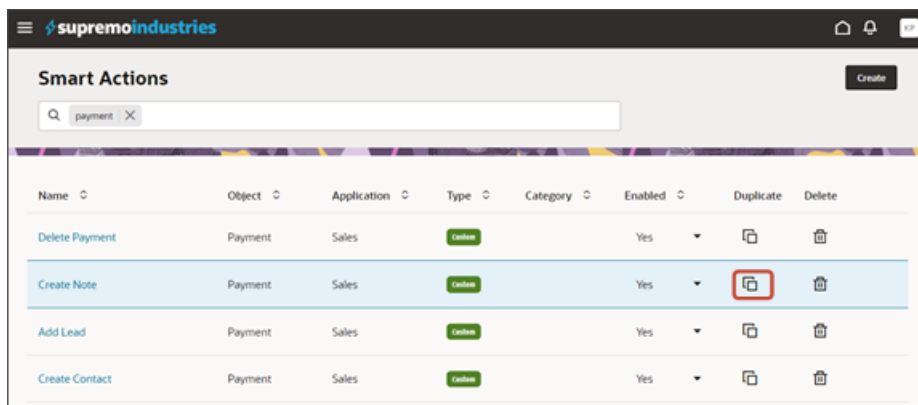 supremoindustries
KP
Smart Actions
Create
payment
Name Object Application Type Category Enabled Duplicate Delete
Delete Payment Payment Sales Custom Yes
Create Note Payment Sales Custom Yes
Add Lead Payment Sales Custom Yes
Create Contact Payment Sales Custom Yes